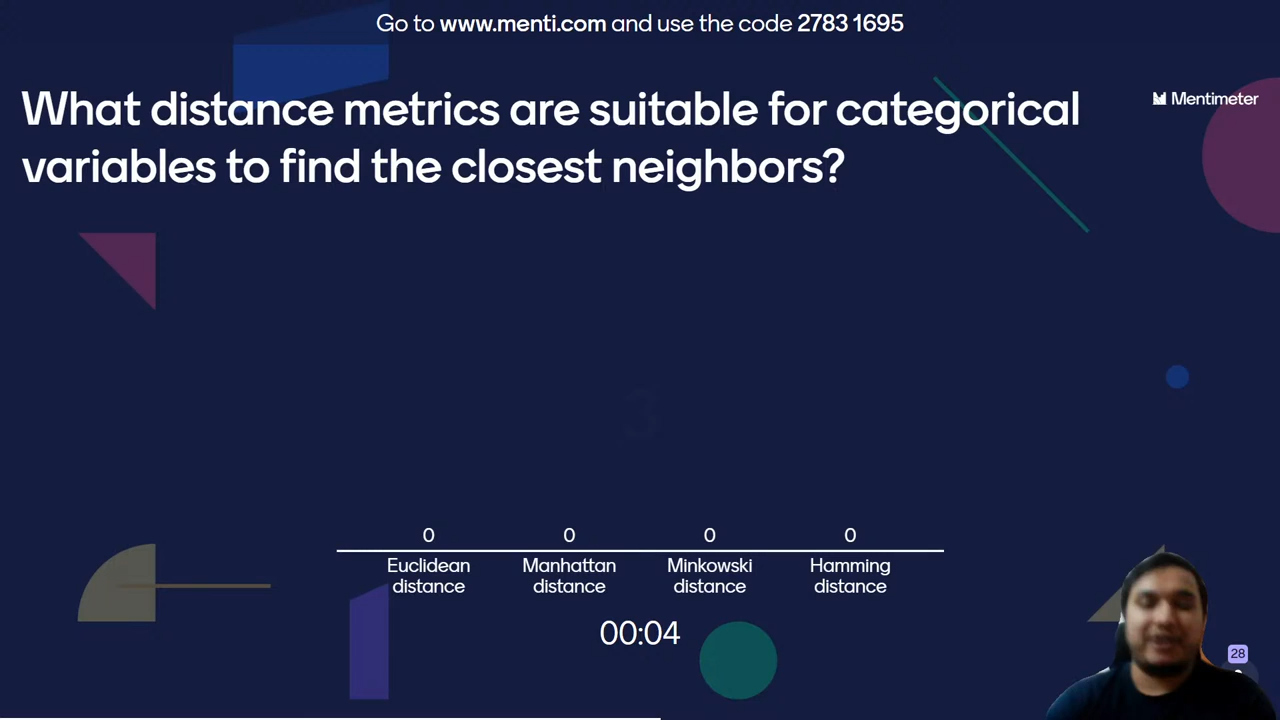 Go to www.menti.com and use the code 2783 1695
What distance metrics are suitable for categorical
variables to find the closest neighbors?
Mentimeter
3
0 0 0 0
Euclidean distance
Manhattan distance
Minkowski distance
Hamming distance
00:04
28